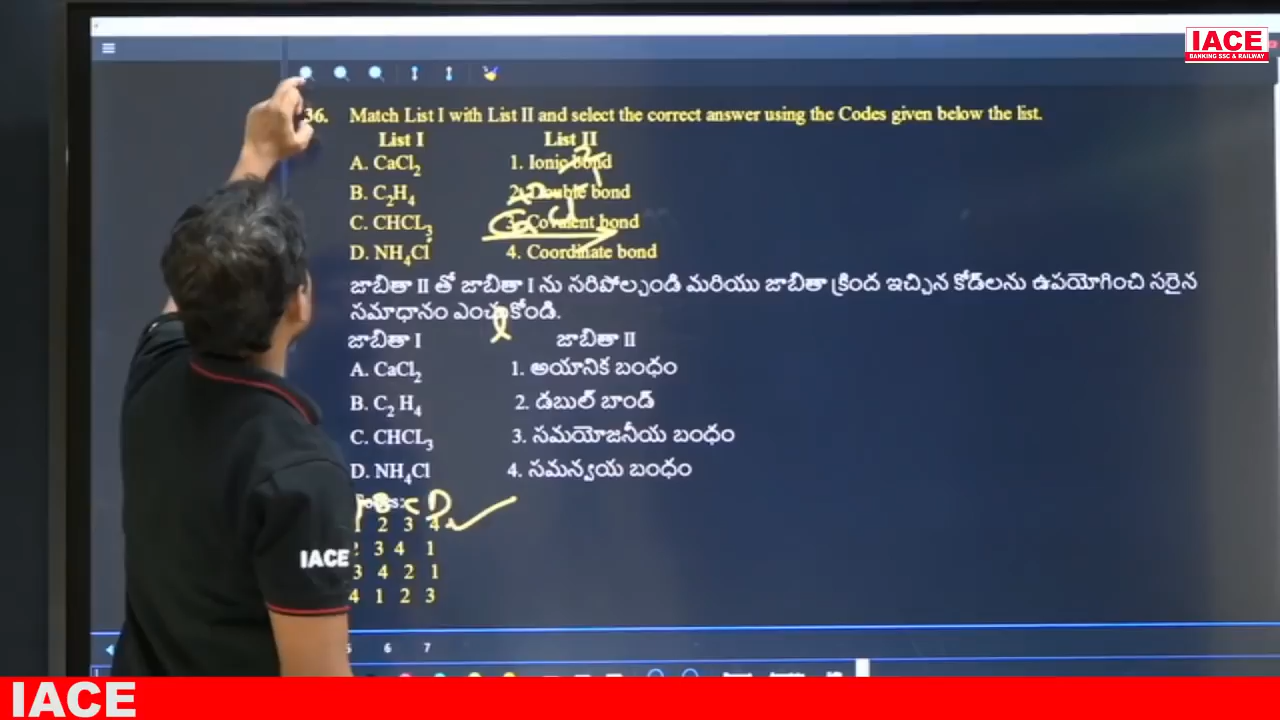 IACE
BANKING SSC & RAILWAY
36. Match List I with List II and select the correct answer using the Codes given below the list.
List I List II
A. CaCl2 1. Ionic bond
B. C2H4 2. Double bond
C. CHCL3 3. Covalent bond
D. NH4Cl 4. Coordinate bond
జాబితా II తో జాబితా I ను సరిపోల్చండి మరియు జాబితా క్రింద ఇచ్చిన కోడ్‌లను ఉపయోగించి సరైన
సమాధానం ఎంచుకోండి.
జాబితా I జాబితా II
A. CaCl2 1. అయానిక బంధం
B. C2 H4 2. డబుల్ బాండ్
C. CHCL3 3. సమయోజనీయ బంధం
D. NH4Cl 4. సమన్వయ బంధం
B C D
1 2 3 4
2 3 4 1
3 4 2 1
4 1 2 3
IACE
5 6 7
IACE